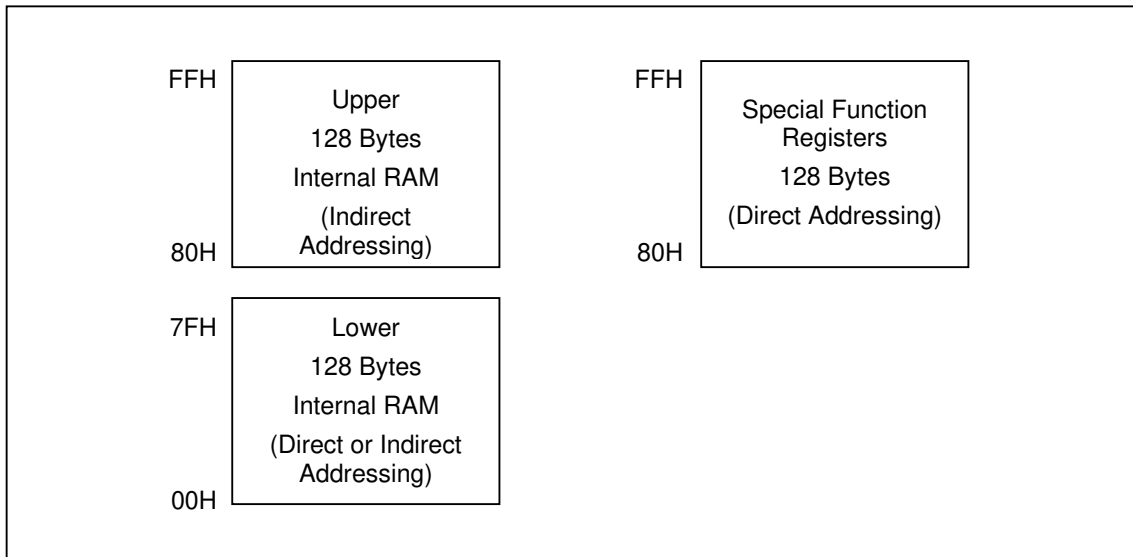 FFH
Upper
128 Bytes
Internal RAM
(Indirect
Addressing)
80H
7FH
Lower
128 Bytes
Internal RAM
(Direct or Indirect
Addressing)
00H
FFH
Special Function
Registers
128 Bytes
(Direct Addressing)
80H